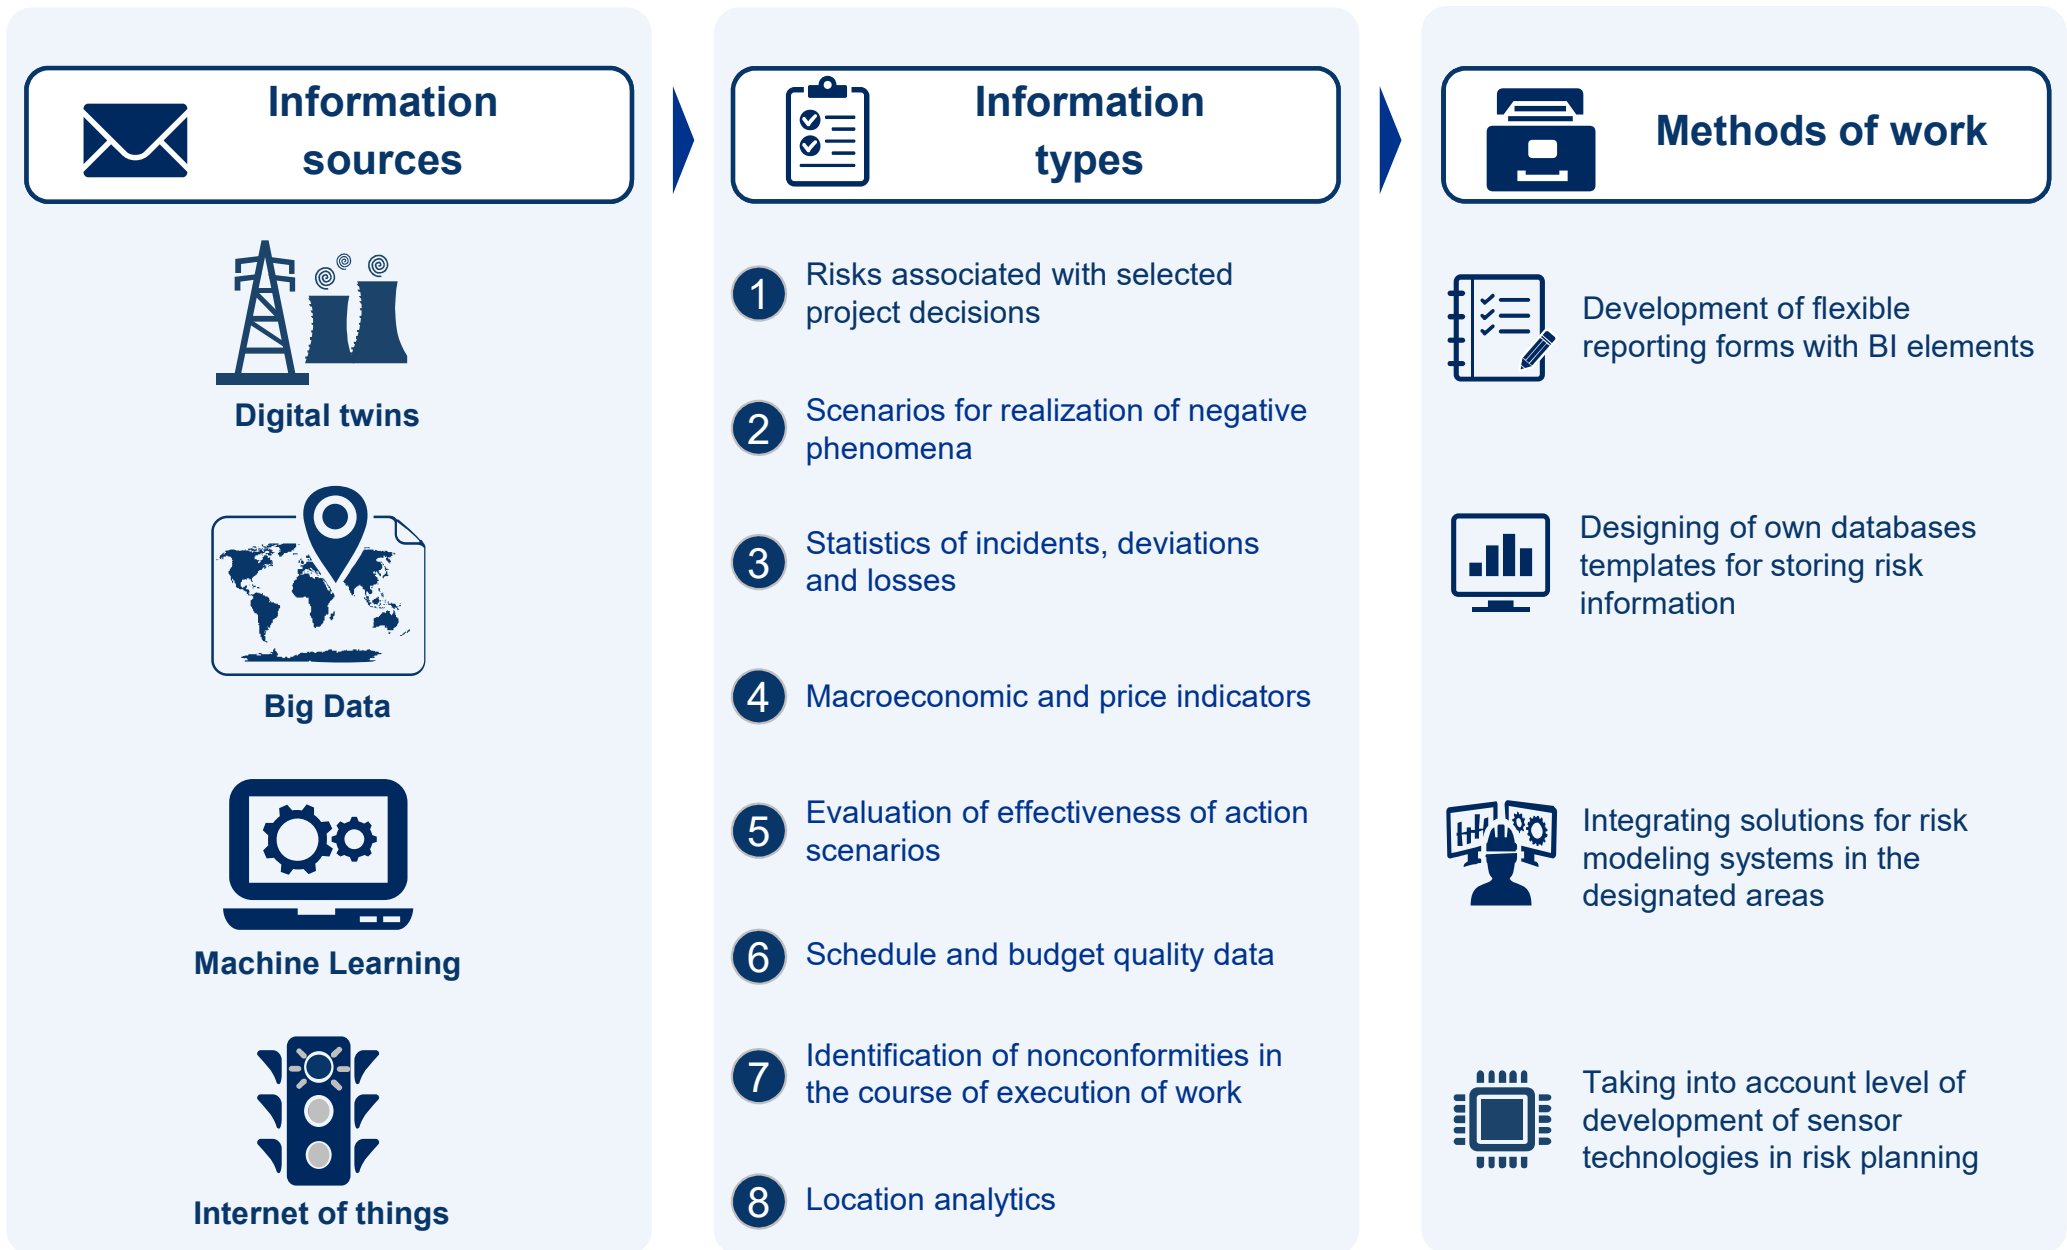 Information
sources
Digital twins
Big Data
Machine Learning
Internet of things
Information
types
1 Risks associated with selected
project decisions
2 Scenarios for realization of negative
phenomena
3 Statistics of incidents, deviations
and losses
4 Macroeconomic and price indicators
5 Evaluation of effectiveness of action
scenarios
6 Schedule and budget quality data
7 Identification of nonconformities in
the course of execution of work
8 Location analytics
Methods of work
Development of flexible
reporting forms with BI elements
Designing of own databases
templates for storing risk
information
Integrating solutions for risk
modeling systems in the
designated areas
Taking into account level of
development of sensor
technologies in risk planning